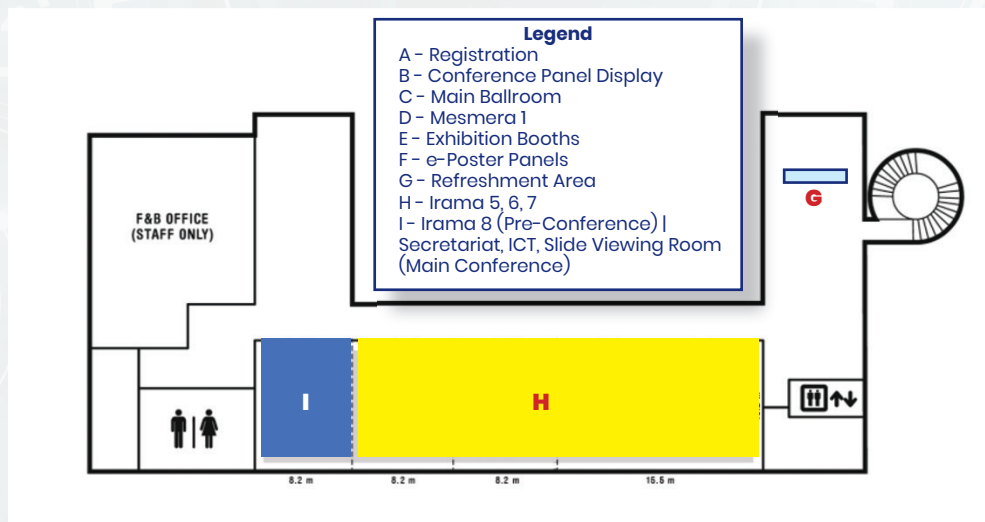 Legend
A - Registration
B - Conference Panel Display
C - Main Ballroom
D - Mesmera 1
E - Exhibition Booths
F - e-Poster Panels
G - Refreshment Area
H - Irama 5, 6, 7
I - Irama 8 (Pre-Conference) |
Secretariat, ICT, Slide Viewing Room
(Main Conference)
G
F&B OFFICE
(STAFF ONLY)
I
H
8.2 m
8.2 m
8.2 m
15.5 m